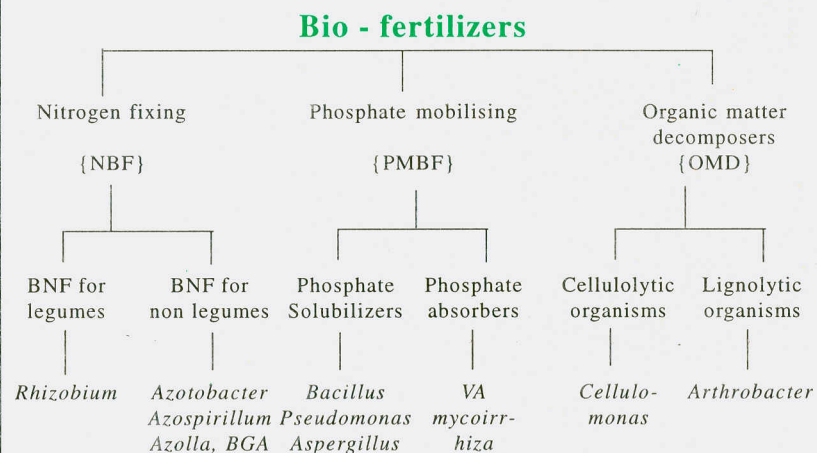 Bio - fertilizers
Nitrogen fixing
Phosphate mobilising
Organic matter
decomposers
{NBF}
{PMBF}
{OMD}
BNF for
legumes
BNF for
non legumes
Phosphate
Solubilizers
Phosphate
absorbers
Cellulolytic
organisms
Lignolytic
organisms
Rhizobium
Azotobacter
Azospirillum
Azolla, BGA
Bacillus
Pseudomonas
Aspergillus
VA
mycoirr-
hiza
Cellulo-
monas
Arthrobacter